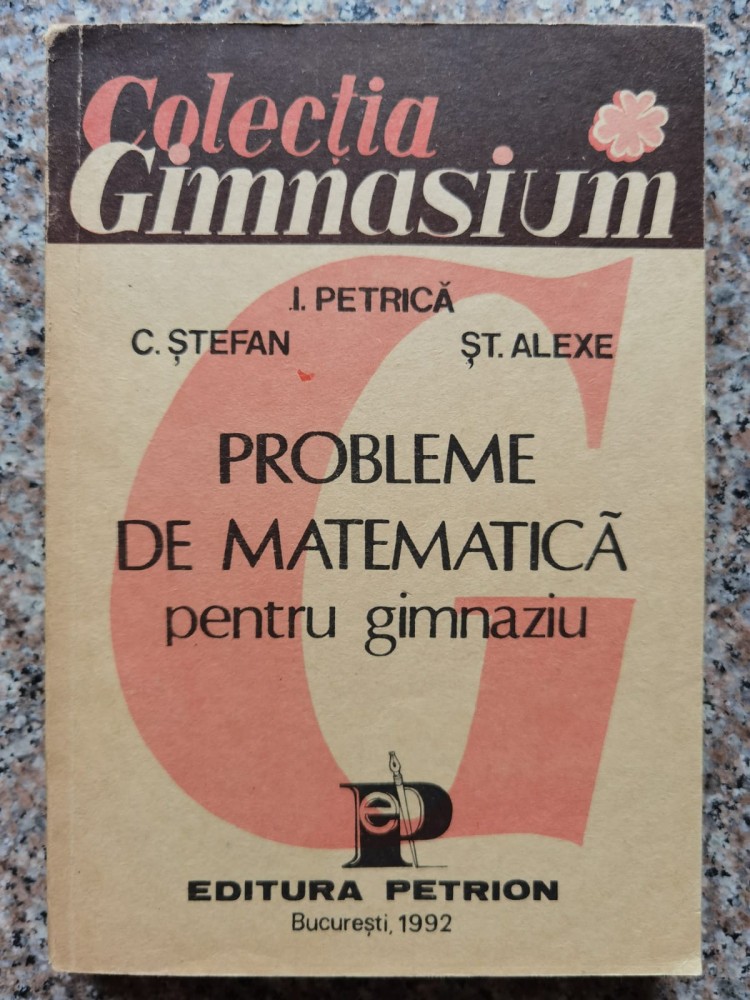 Colecția
Gimnasium
I. PETRICĂ
C. ȘTEFAN ȘT. ALEXE
PROBLEME
DE MATEMATICĂ
pentru gimnaziu
eP
EDITURA PETRION
București, 1992